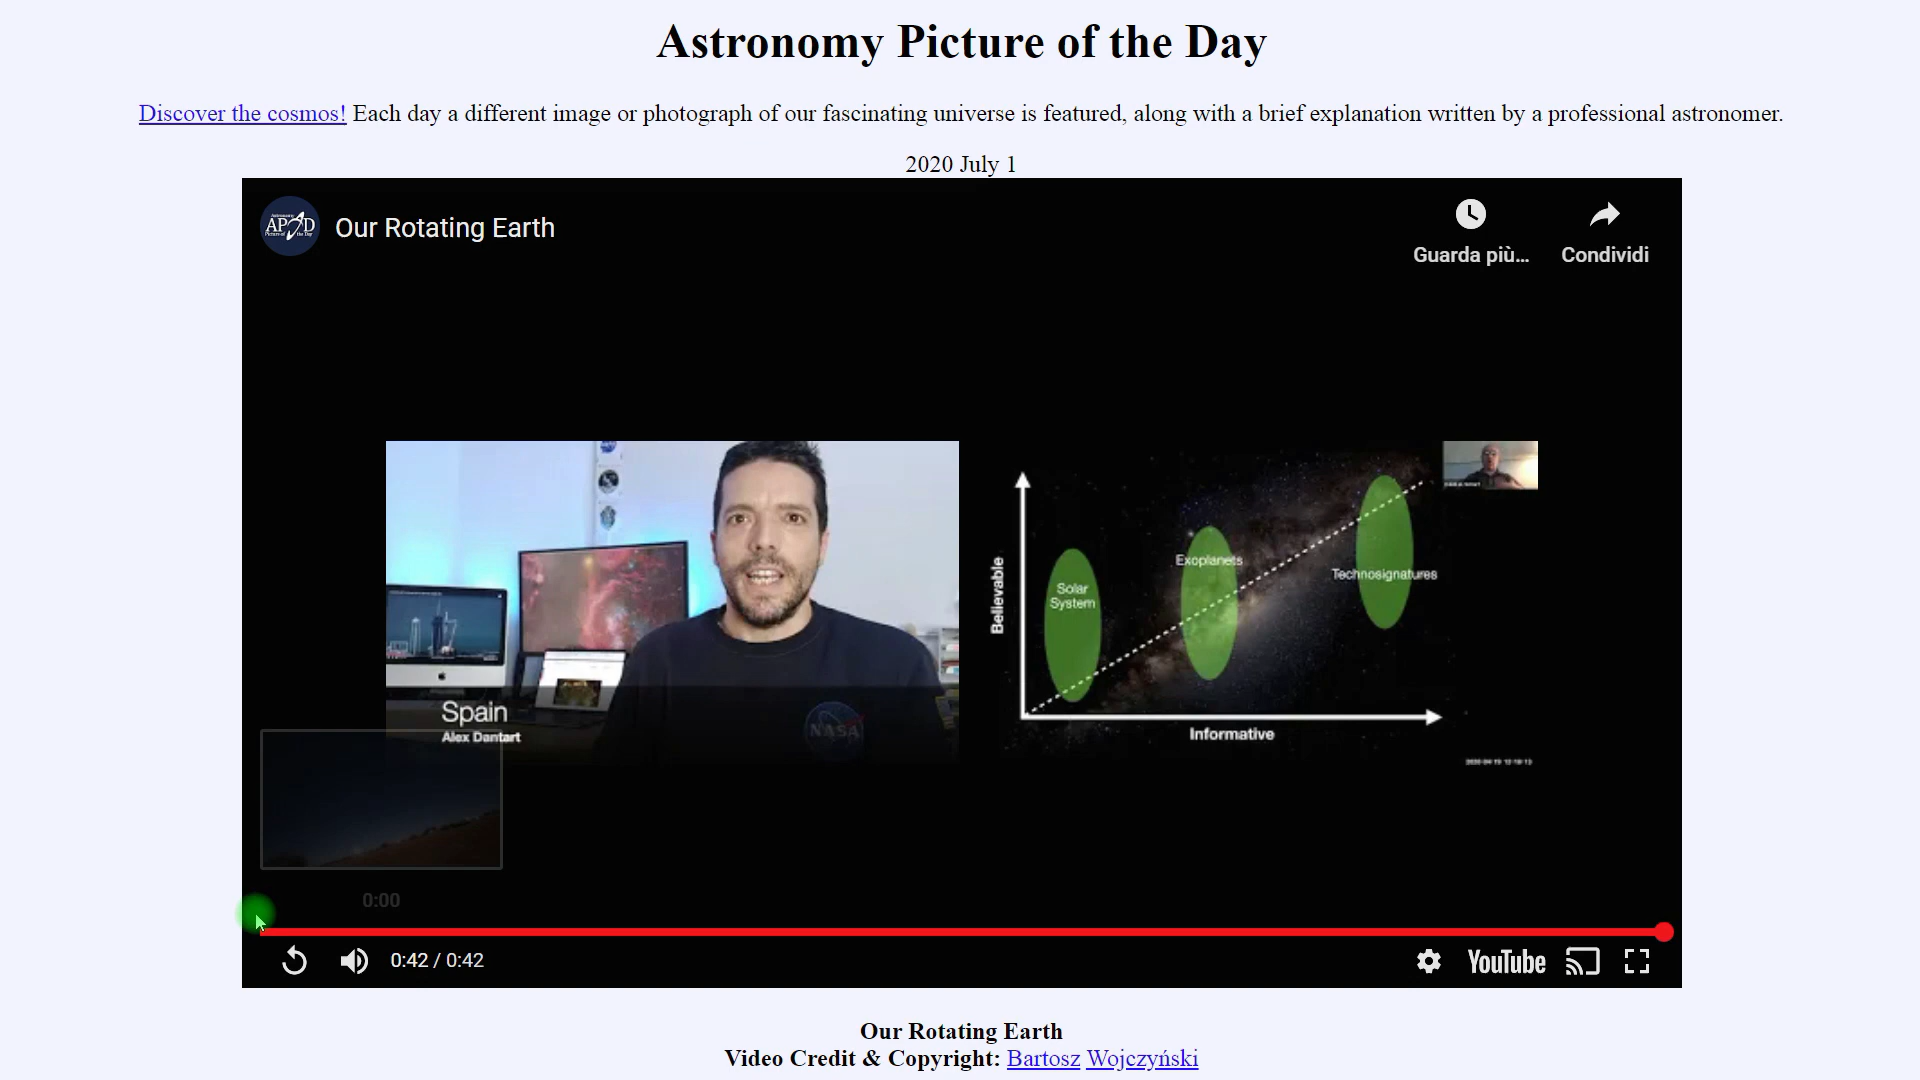 Astronomy Picture of the Day
Discover the cosmos! Each day a different image or photograph of our fascinating universe is featured, along with a brief explanation written by a professional astronomer.
2020 July 1
APOD
Our Rotating Earth
Guarda più...
Condividi
Believable
Solar
System
Exoplanets
Technosignatures
Informative
Spain
Alex Dantart
NASA
0:00
0:42 / 0:42
YouTube
Our Rotating Earth
Video Credit & Copyright: Bartosz Wojczyński